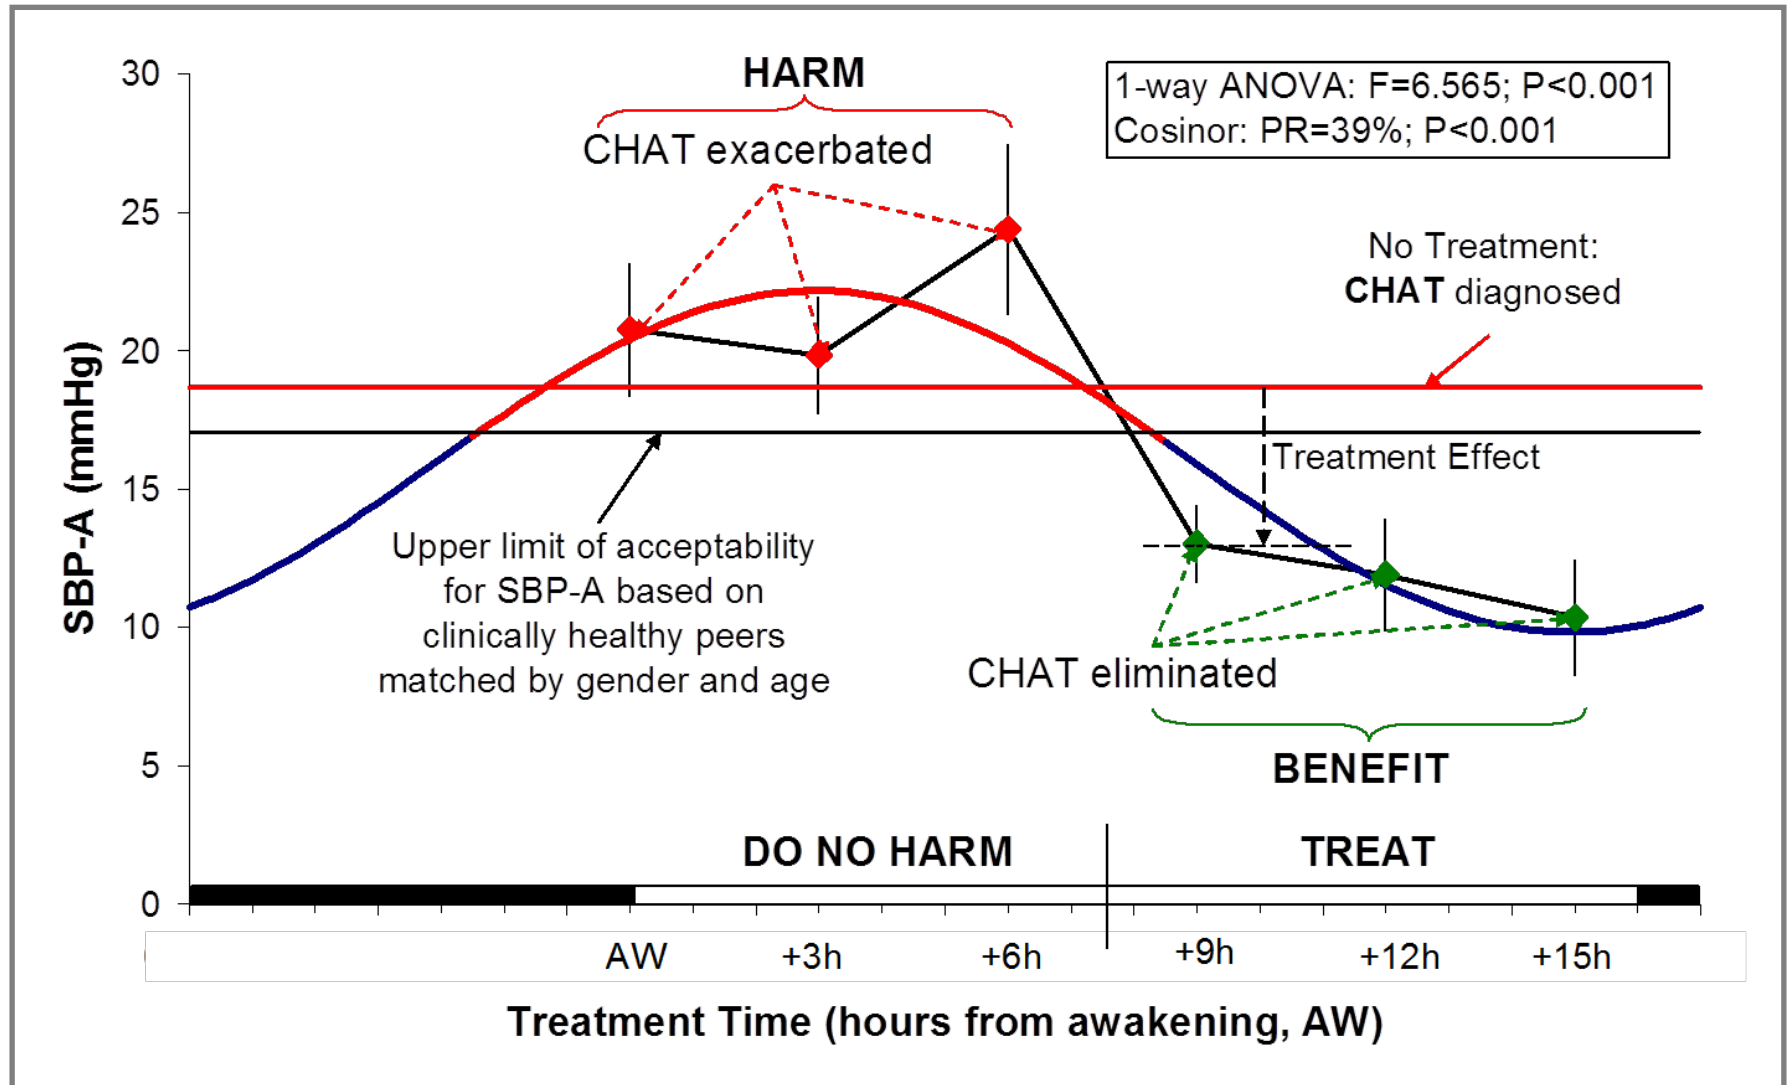 HARM
CHAT exacerbated
1-way ANOVA: F=6.565; P<0.001
Cosinor: PR=39%; P<0.001
No Treatment:
CHAT diagnosed
Treatment Effect
Upper limit of acceptability
for SBP-A based on
clinically healthy peers
matched by gender and age
CHAT eliminated
BENEFIT
DO NO HARM
TREAT
SBP-A (mmHg)
30
25
20
15
10
5
0
AW
+3h
+6h
+9h
+12h
+15h
Treatment Time (hours from awakening, AW)